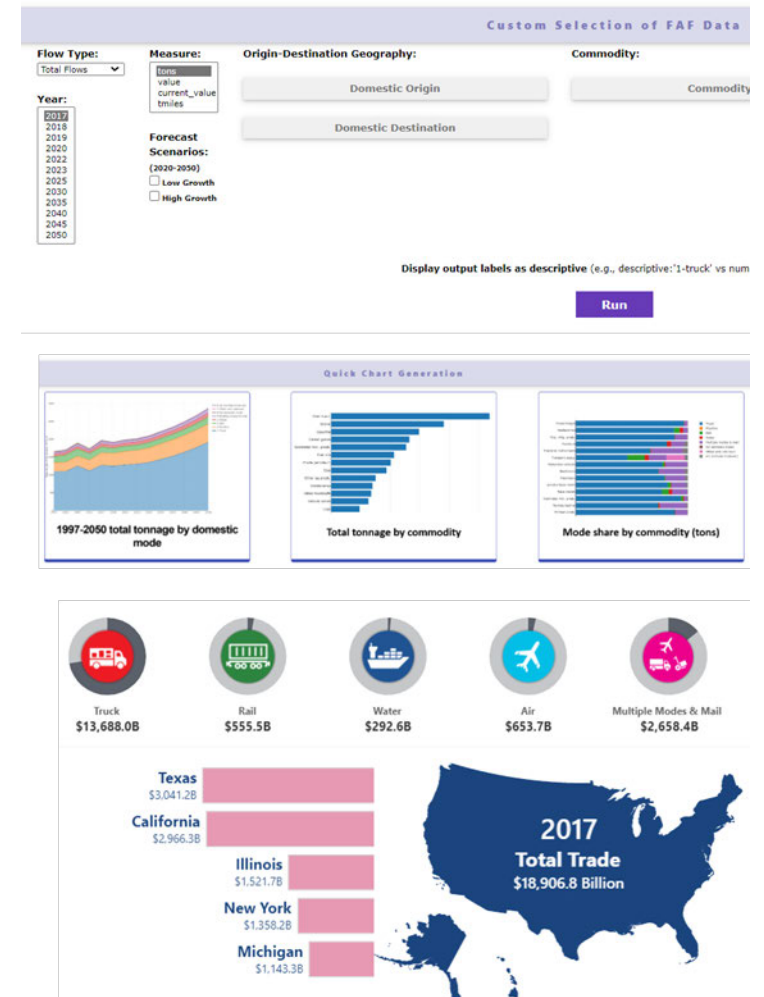 Custom Selection of FAF Data
Flow Type:
Total Flows
Year:
2017
2018
2019
2020
2022
2023
2025
2030
2035
2040
2045
2050
Measure:
tons
value
current_value
tmiles
Forecast
Scenarios:
(2020-2050)
Low Growth
High Growth
Origin-Destination Geography:
Domestic Origin
Domestic Destination
Commodity:
Commodity
Display output labels as descriptive (e.g., descriptive:'1-truck' vs num
Run
Quick Chart Generation
1997-2050 total tonnage by domestic
mode
Total tonnage by commodity
Mode share by commodity (tons)
Truck
$13,688.0B
Rail
$555.5B
Water
$292.6B
Air
$653.7B
Multiple Modes & Mail
$2,658.4B
Texas
$3,041.2B
California
$2,966.3B
Illinois
$1,521.7B
New York
$1,358.2B
Michigan
$1,143.3B
2017
Total Trade
$18,906.8 Billion